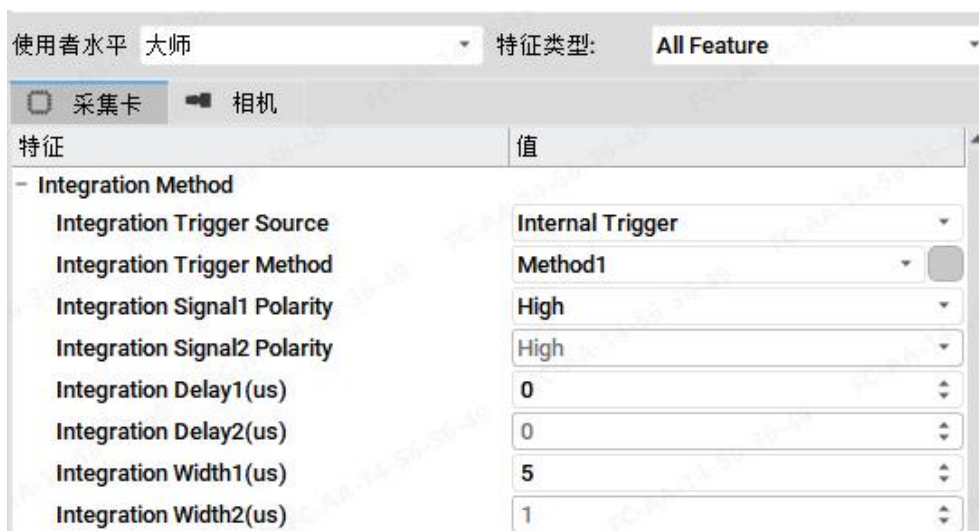 使用者水平 大师 特征类型: All Feature
采集卡 相机
特征 值
Integration Method
Integration Trigger Source Internal Trigger
Integration Trigger Method Method1
Integration Signal1 Polarity High
Integration Signal2 Polarity High
Integration Delay1(us) 0
Integration Delay2(us) 0
Integration Width1(us) 5
Integration Width2(us) 1